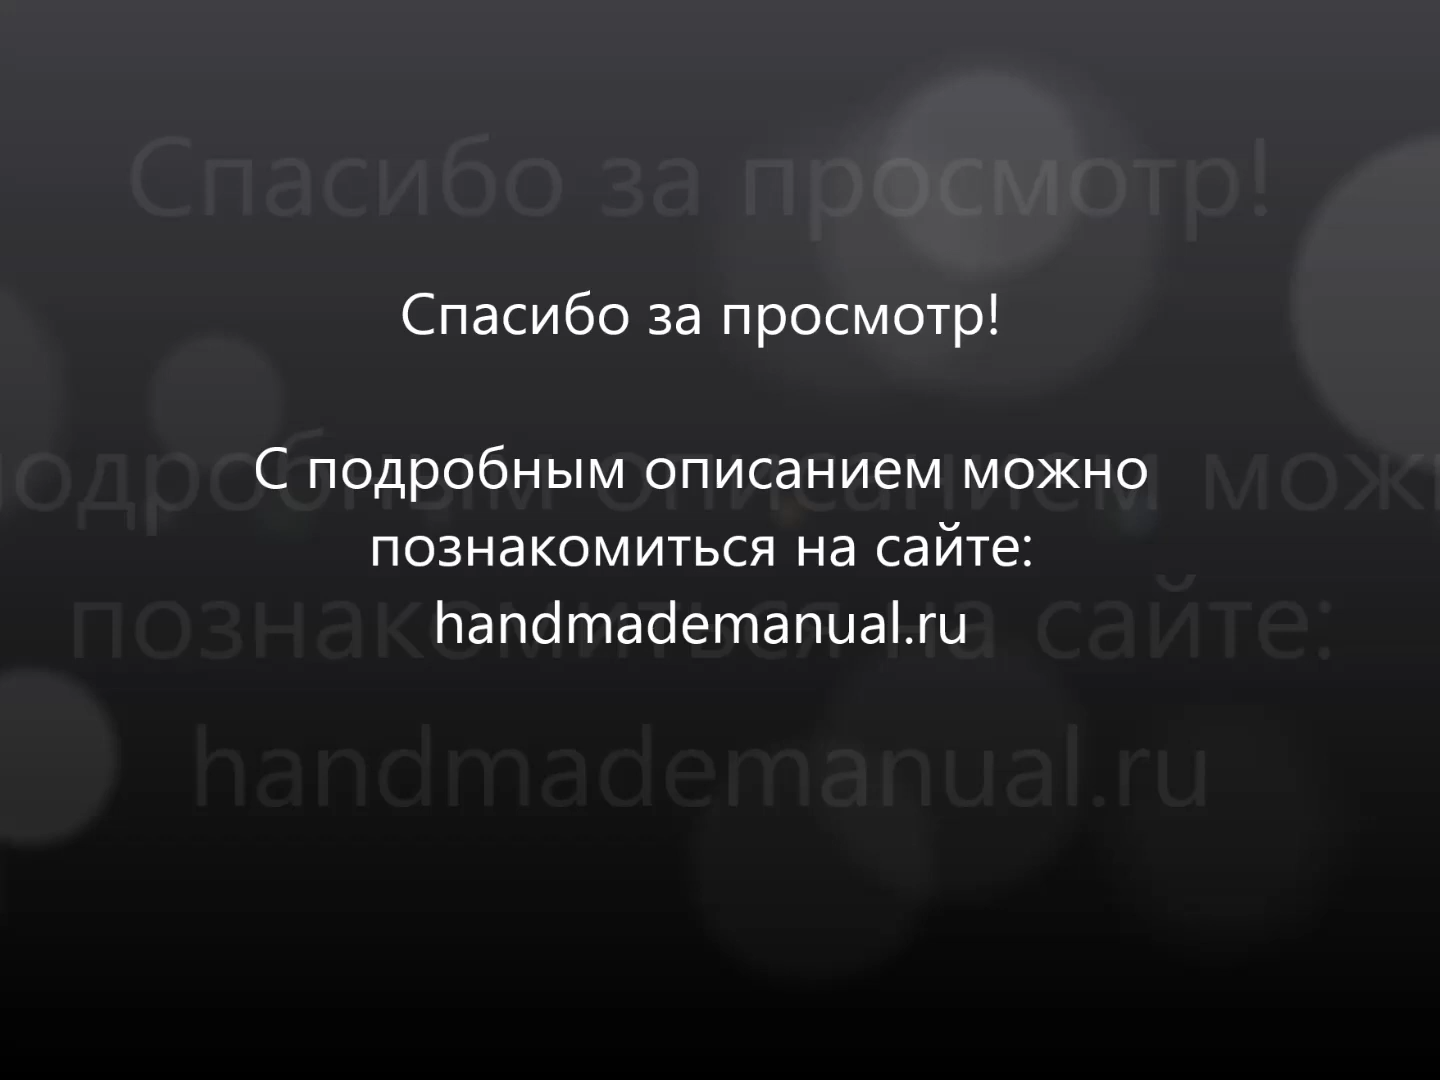 Спасибо за просмотр!
С подробным описанием можно
познакомиться на сайте:
handmademanual.ru